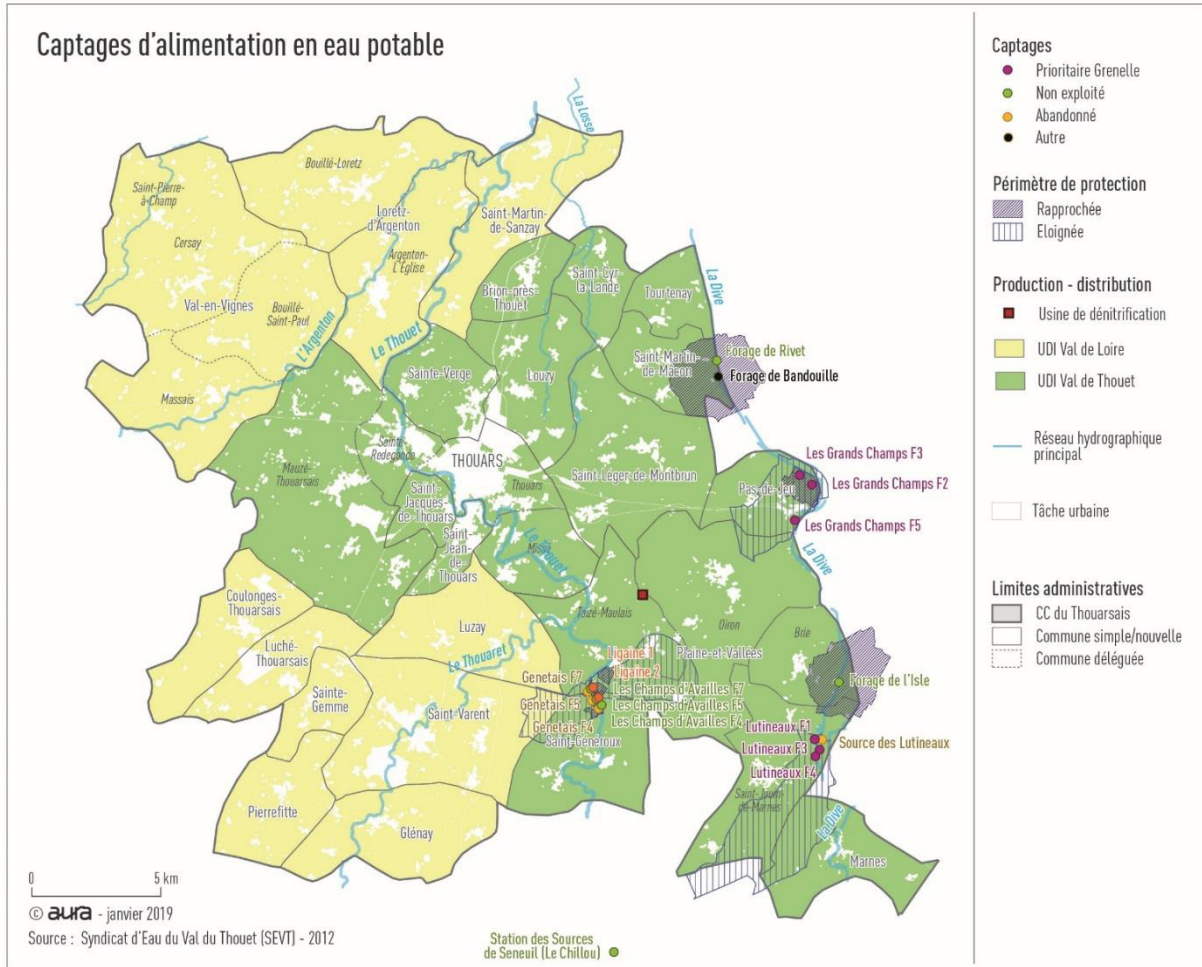 Captages d'alimentation en eau potable
La Losse
Bouillé-Loretz
Saint-Pierre-
à-Champ
Loretz-
d'Argenton
Saint-Martin-
de-Sanzay
Cersay
Argenton-
L'Église
Saint-Cyr-
la-Lande
Brion-près-
Thouet
Tourtenay
La Dive
Val-en-Vignes
Bouillé-
Saint-Paul
L'Argenton
Le Thouet
Saint-Martin-
de-Mâcon
Forage de Rivet
Forage de Bandouille
Sainte-Verge
Louzy
Massais
Sainte-
Radegonde
THOUARS
Mauzé-
Thouarsais
Thouars
Saint-Léger-de-Montbrun
Les Grands Champs F3
Pas-de-Jeu
Les Grands Champs F2
Les Grands Champs F5
Saint-
Jacques-
de-Thouars
Saint-
Jean-
de-
Thouars
Le Thouet
La Dive
Coulonges-
Thouarsais
Luzay
Taizé-Maulais
Oiron
Brie
Luché-
Thouarsais
Le Thouaret
Plaine-et-Vallées
Ligaine 1
Ligaine 2
Genetais F7
Les Champs d'Availles F7
Genetais F5
Les Champs d'Availles F5
Genetais F4
Les Champs d'Availles F4
Forage de l'Isle
Sainte-
Gemme
Saint-Varent
Saint-Généroux
Lutineaux F1
Source des Lutineaux
Lutineaux F3
Lutineaux F4
Saint-Jouin-
de-Marnes
Pierrefitte
Glénay
La Dive
Marnes
0
5 km
© aura - janvier 2019
Source : Syndicat d'Eau du Val du Thouet (SEVT) - 2012
Station des Sources
de Seneuil (Le Chillou)
Captages
Prioritaire Grenelle
Non exploité
Abandonné
Autre
Périmètre de protection
Rapprochée
Eloignée
Production - distribution
Usine de dénitrification
UDI Val de Loire
UDI Val de Thouet
Réseau hydrographique
principal
Tâche urbaine
Limites administratives
CC du Thouarsais
Commune simple/nouvelle
Commune déléguée